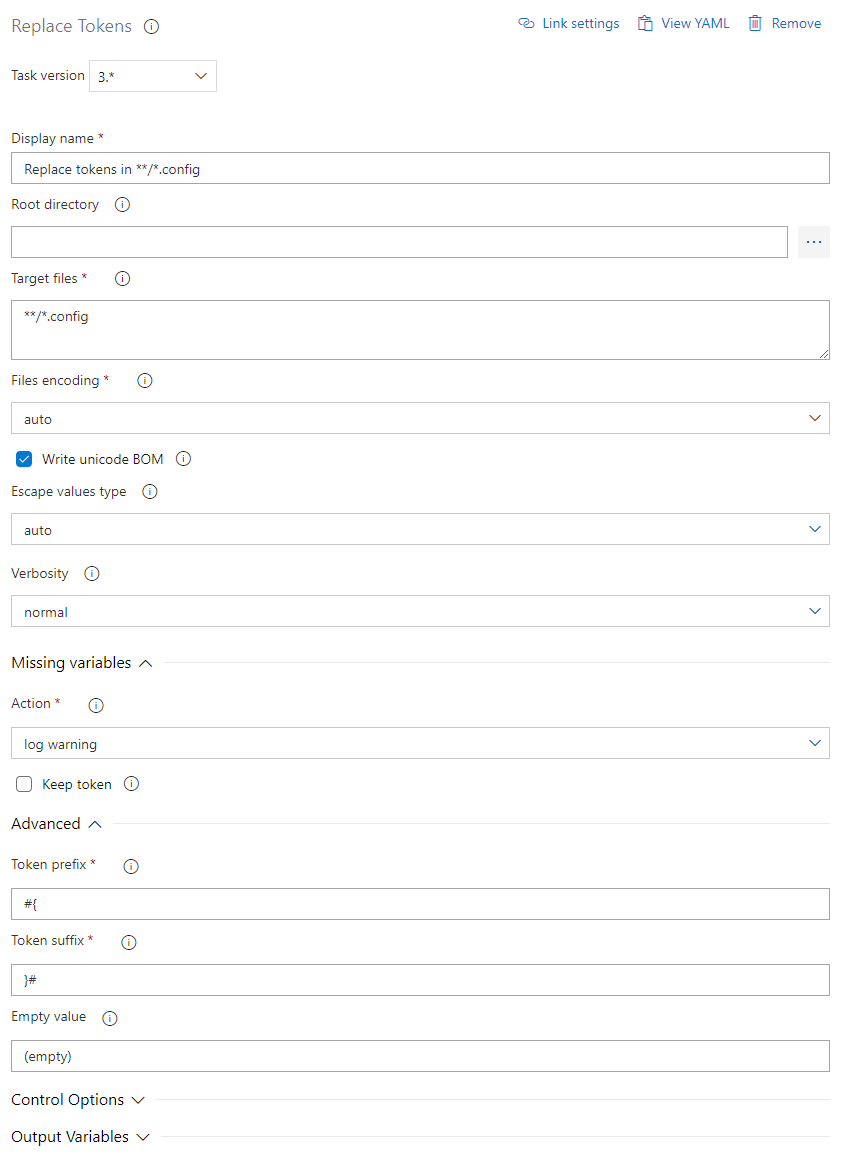 Replace Tokens
Link settings View YAML Remove
Task version 3.*
Display name *
Replace tokens in **/*.config
Root directory
...
Target files *
**/*.config
Files encoding *
auto
Write unicode BOM
Escape values type
auto
Verbosity
normal
Missing variables
Action *
log warning
Keep token
Advanced
Token prefix *
#{
Token suffix *
}#
Empty value
(empty)
Control Options
Output Variables